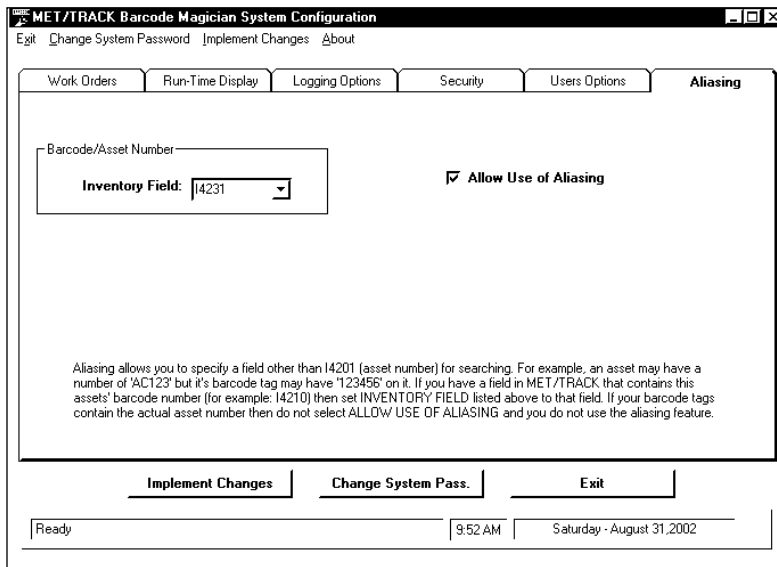 MET/TRACK Barcode Magician System Configuration
Exit Change System Password Implement Changes About
Work Orders Run-Time Display Logging Options Security Users Options Aliasing
Barcode/Asset Number
Inventory Field: I4231
Allow Use of Aliasing
Aliasing allows you to specify a field other than I4201 (asset number) for searching. For example, an asset may have a
number of 'AC123' but it's barcode tag may have '123456' on it. If you have a field in MET/TRACK that contains this
assets' barcode number (for example: I4210) then set INVENTORY FIELD listed above to that field. If your barcode tags
contain the actual asset number then do not select ALLOW USE OF ALIASING and you do not use the aliasing feature.
Implement Changes Change System Pass. Exit
Ready 9:52 AM Saturday - August 31,2002